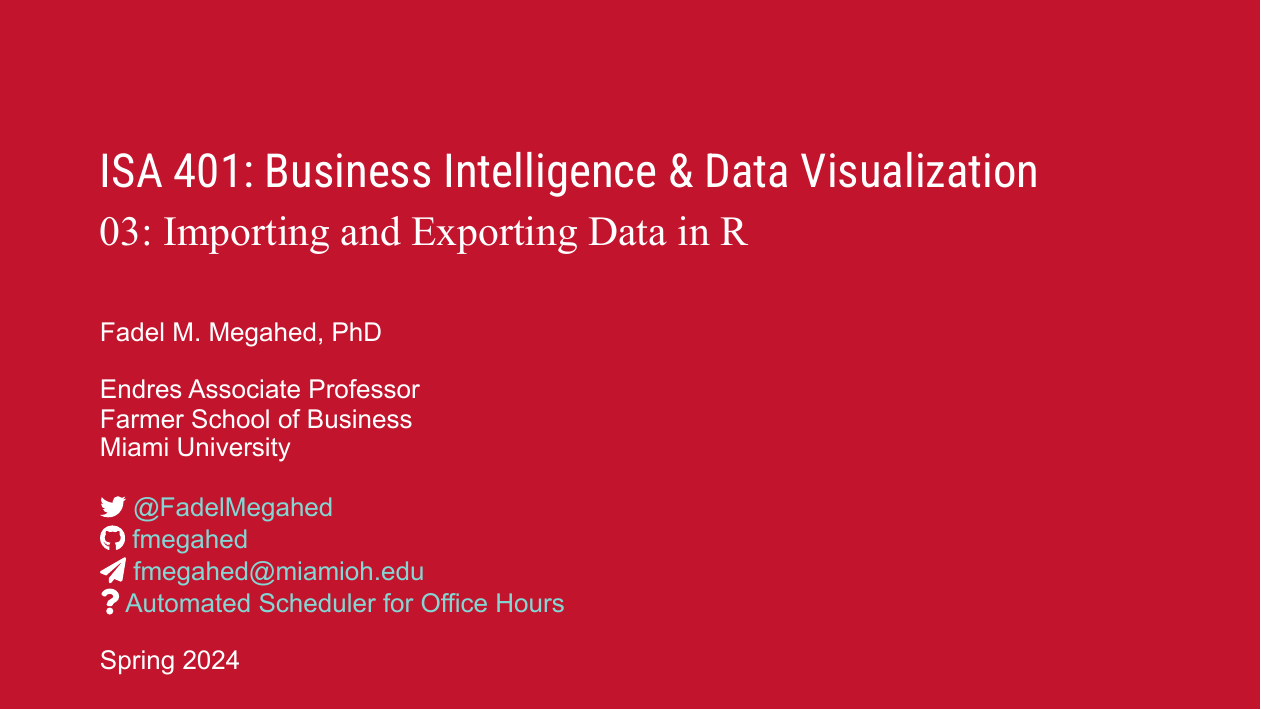 ISA 401: Business Intelligence & Data Visualization
03: Importing and Exporting Data in R
Fadel M. Megahed, PhD
Endres Associate Professor
Farmer School of Business
Miami University
@FadelMegahed
fmegahed
fmegahed@miamioh.edu
? Automated Scheduler for Office Hours
Spring 2024